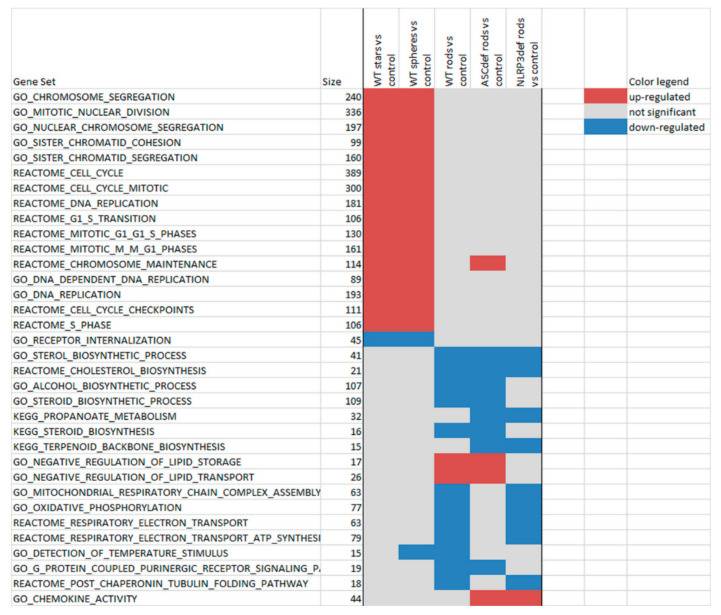 WT stars vs
control
WT spheres vs
control
WT rods vs
control
ASCdef rods vs
control
NLRP3def rods
vs control
Gene Set Size Color legend
GO_CHROMOSOME_SEGREGATION 240 up-regulated
GO_MITOTIC_NUCLEAR_DIVISION 336 not significant
GO_NUCLEAR_CHROMOSOME_SEGREGATION 197 down-regulated
GO_SISTER_CHROMATID_COHESION 99
GO_SISTER_CHROMATID_SEGREGATION 160
REACTOME_CELL_CYCLE 389
REACTOME_CELL_CYCLE_MITOTIC 300
REACTOME_DNA_REPLICATION 181
REACTOME_G1_S_TRANSITION 106
REACTOME_MITOTIC_G1_G1_S_PHASES 130
REACTOME_MITOTIC_M_M_G1_PHASES 161
REACTOME_CHROMOSOME_MAINTENANCE 114
GO_DNA_DEPENDENT_DNA_REPLICATION 89
GO_DNA_REPLICATION 193
REACTOME_CELL_CYCLE_CHECKPOINTS 111
REACTOME_S_PHASE 106
GO_RECEPTOR_INTERNALIZATION 45
GO_STEROL_BIOSYNTHETIC_PROCESS 41
REACTOME_CHOLESTEROL_BIOSYNTHESIS 21
GO_ALCOHOL_BIOSYNTHETIC_PROCESS 107
GO_STEROID_BIOSYNTHETIC_PROCESS 109
KEGG_PROPANOATE_METABOLISM 32
KEGG_STEROID_BIOSYNTHESIS 16
KEGG_TERPENOID_BACKBONE_BIOSYNTHESIS 15
GO_NEGATIVE_REGULATION_OF_LIPID_STORAGE 17
GO_NEGATIVE_REGULATION_OF_LIPID_TRANSPORT 26
GO_MITOCHONDRIAL_RESPIRATORY_CHAIN_COMPLEX_ASSEMBLY 63
GO_OXIDATIVE_PHOSPHORYLATION 77
REACTOME_RESPIRATORY_ELECTRON_TRANSPORT 63
REACTOME_RESPIRATORY_ELECTRON_TRANSPORT_ATP_SYNTHESI 79
GO_DETECTION_OF_TEMPERATURE_STIMULUS 15
GO_G_PROTEIN_COUPLED_PURINERGIC_RECEPTOR_SIGNALING_P 19
REACTOME_POST_CHAPERONIN_TUBULIN_FOLDING_PATHWAY 18
GO_CHEMOKINE_ACTIVITY 44